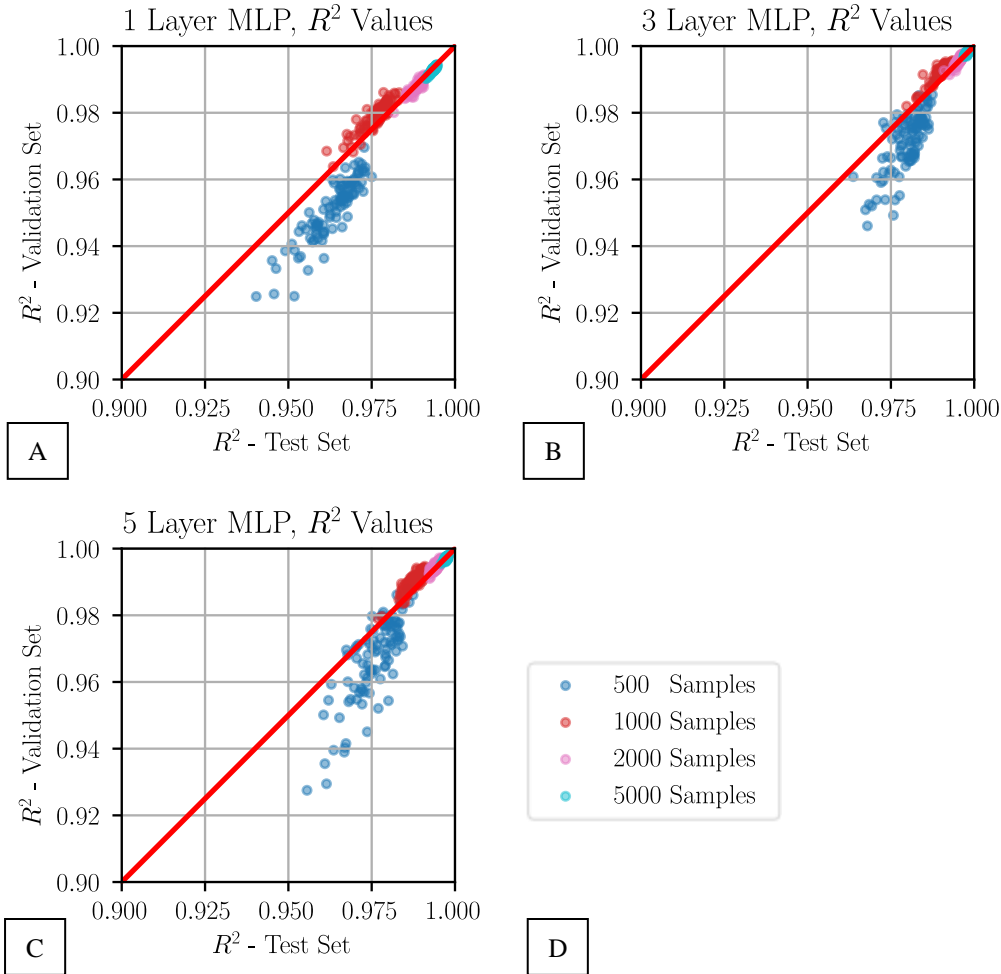 1 Layer MLP, R² Values
R² - Validation Set
1.00
0.98
0.96
0.94
0.92
0.90
0.900 0.925 0.950 0.975 1.000
R² - Test Set
A
3 Layer MLP, R² Values
R² - Validation Set
1.00
0.98
0.96
0.94
0.92
0.90
0.900 0.925 0.950 0.975 1.000
R² - Test Set
B
5 Layer MLP, R² Values
R² - Validation Set
1.00
0.98
0.96
0.94
0.92
0.90
0.900 0.925 0.950 0.975 1.000
R² - Test Set
C
500 Samples
1000 Samples
2000 Samples
5000 Samples
D